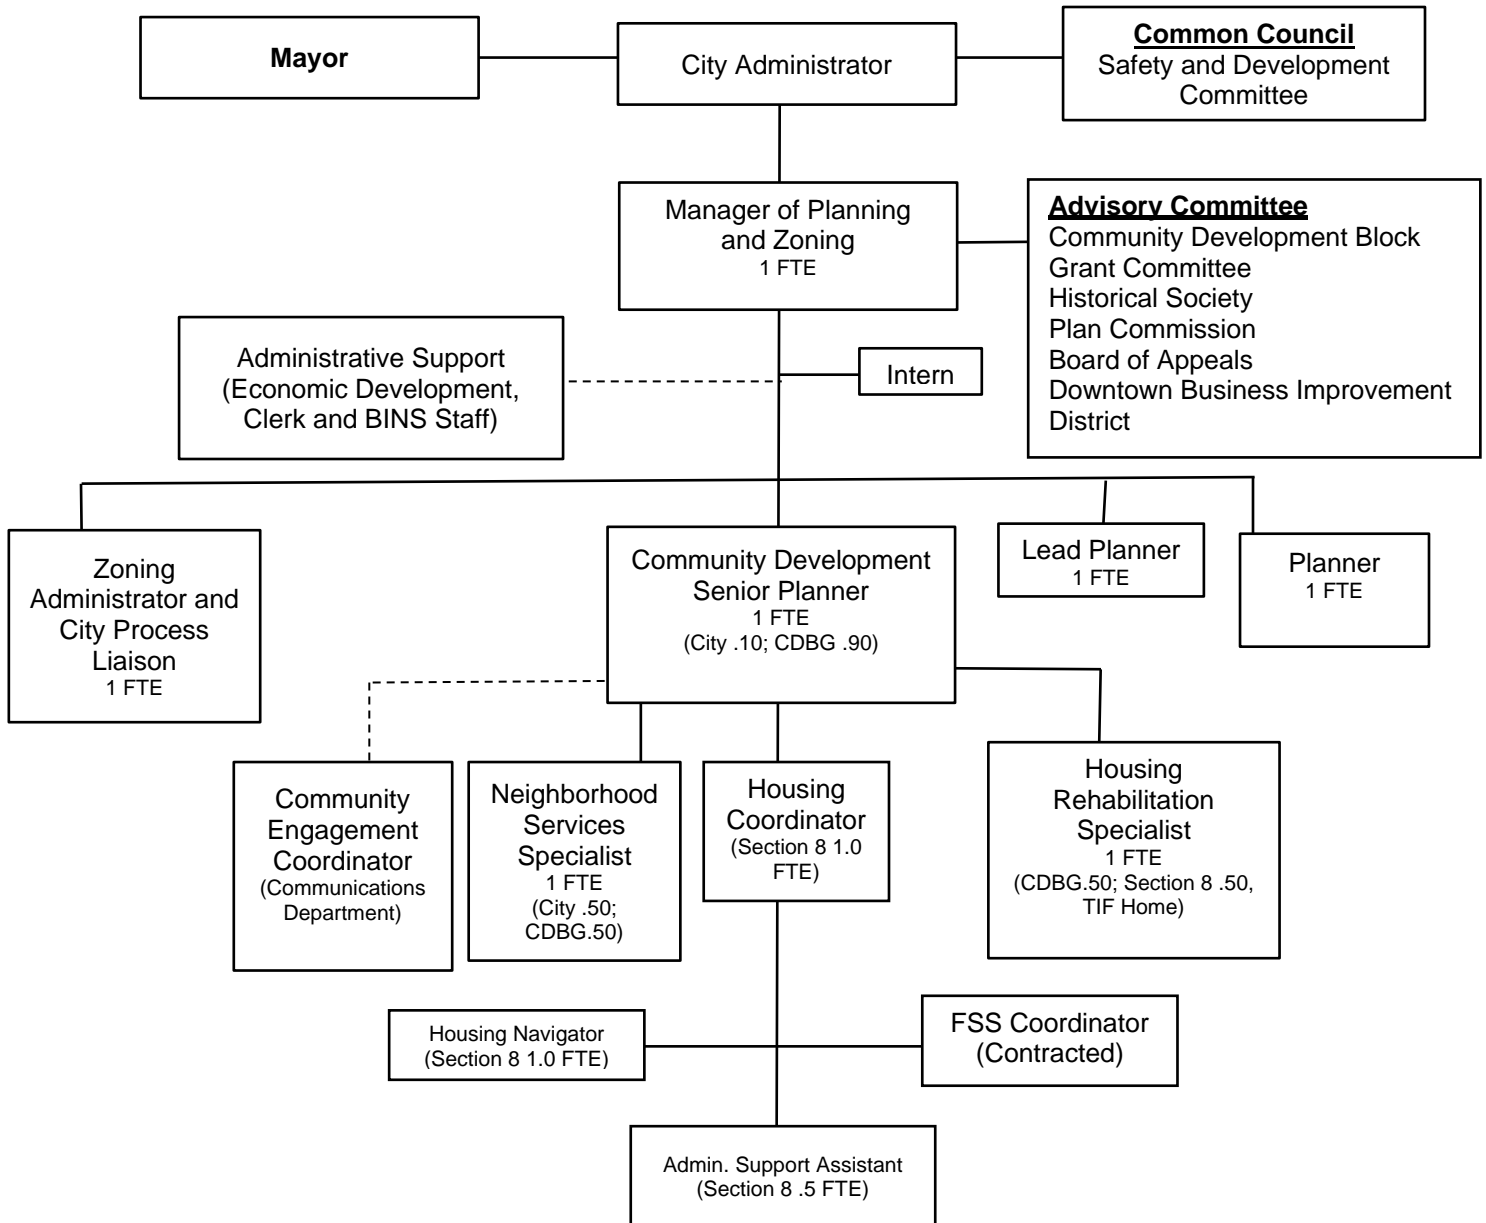 Mayor
City Administrator
Common Council
Safety and Development
Committee
Manager of Planning
and Zoning
1 FTE
Advisory Committee
Community Development Block
Grant Committee
Historical Society
Plan Commission
Board of Appeals
Downtown Business Improvement
District
Administrative Support
(Economic Development,
Clerk and BINS Staff)
Intern
Zoning
Administrator and
City Process
Liaison
1 FTE
Community Development
Senior Planner
1 FTE
(City .10; CDBG .90)
Lead Planner
1 FTE
Planner
1 FTE
Community
Engagement
Coordinator
(Communications
Department)
Neighborhood
Services
Specialist
1 FTE
(City .50;
CDBG.50)
Housing
Coordinator
(Section 8 1.0
FTE)
Housing
Rehabilitation
Specialist
1 FTE
(CDBG.50; Section 8 .50,
TIF Home)
Housing Navigator
(Section 8 1.0 FTE)
FSS Coordinator
(Contracted)
Admin. Support Assistant
(Section 8 .5 FTE)